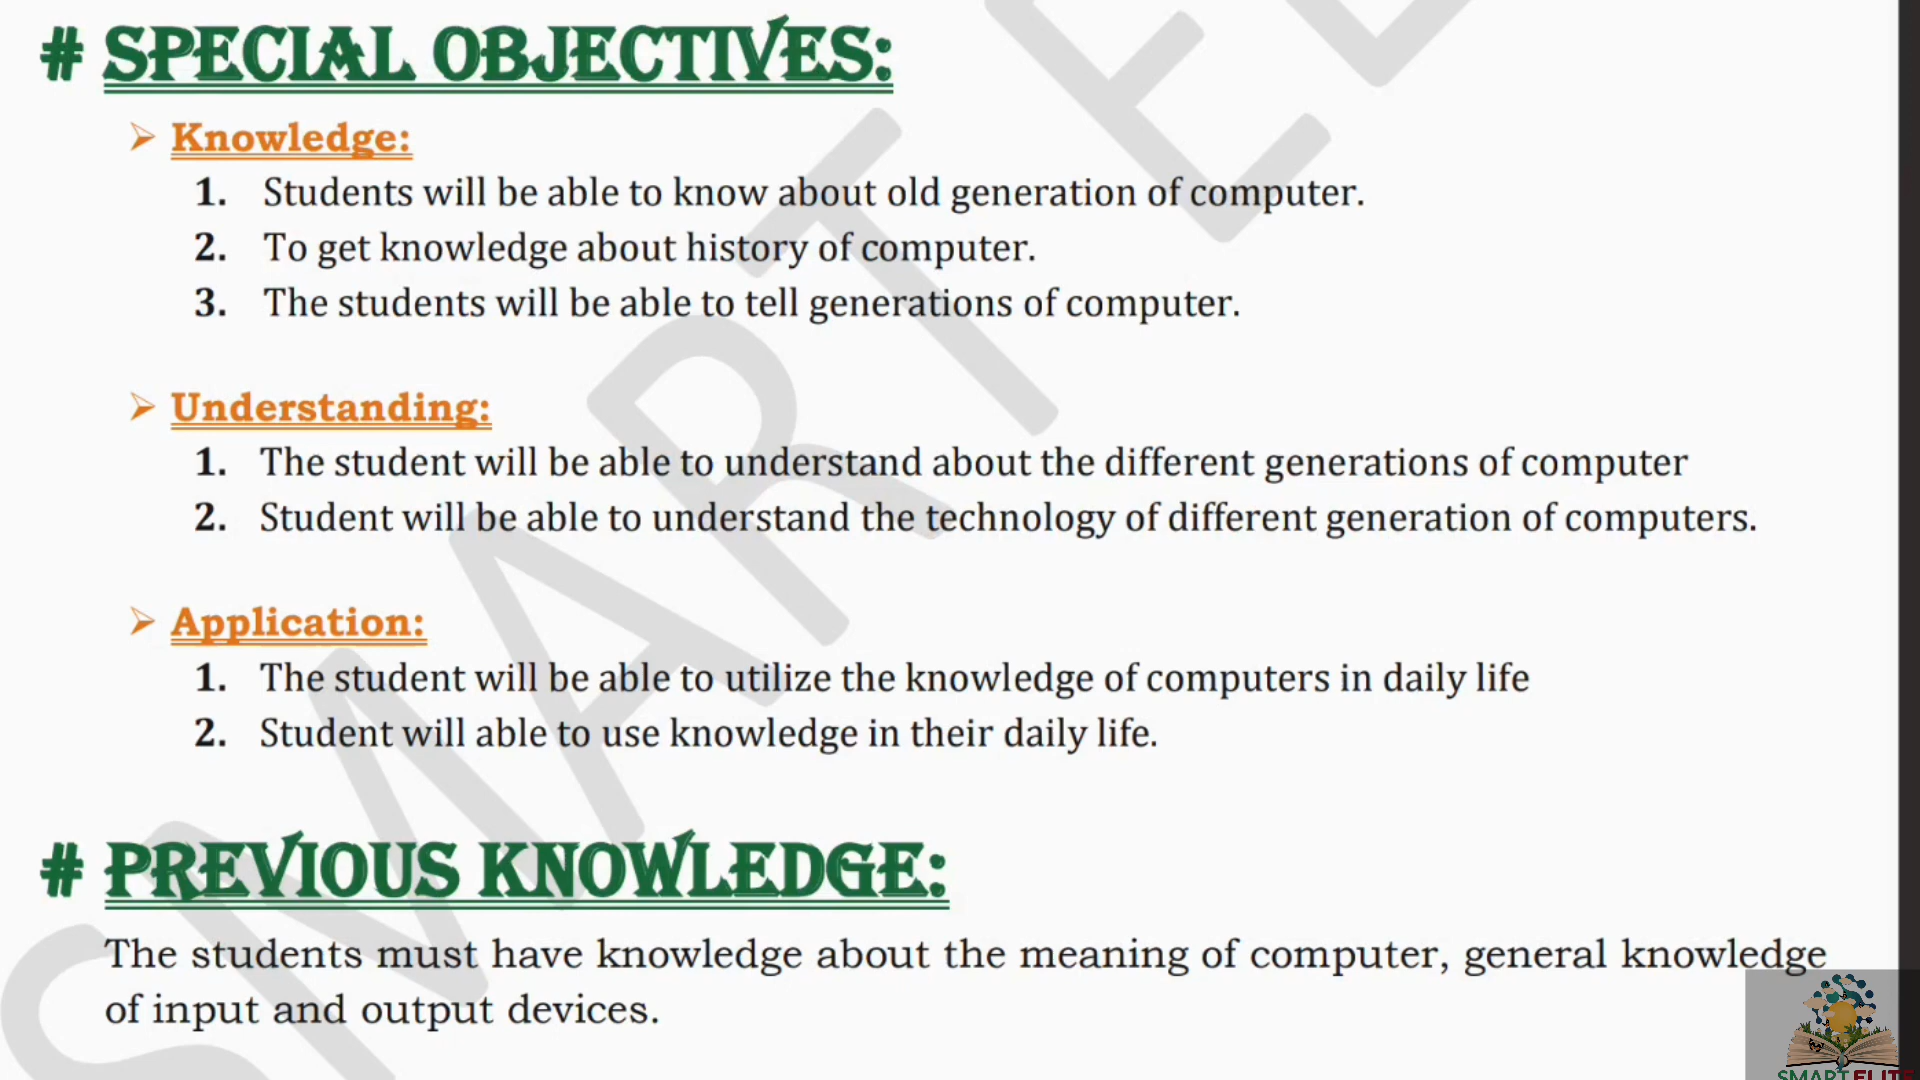 # SPECIAL OBJECTIVES:
➢ Knowledge:
1. Students will be able to know about old generation of computer.
2. To get knowledge about history of computer.
3. The students will be able to tell generations of computer.
➢ Understanding:
1. The student will be able to understand about the different generations of computer
2. Student will be able to understand the technology of different generation of computers.
➢ Application:
1. The student will be able to utilize the knowledge of computers in daily life
2. Student will able to use knowledge in their daily life.
# PREVIOUS KNOWLEDGE:
The students must have knowledge about the meaning of computer, general knowledge
of input and output devices.
SMART EL
SMART ELITE